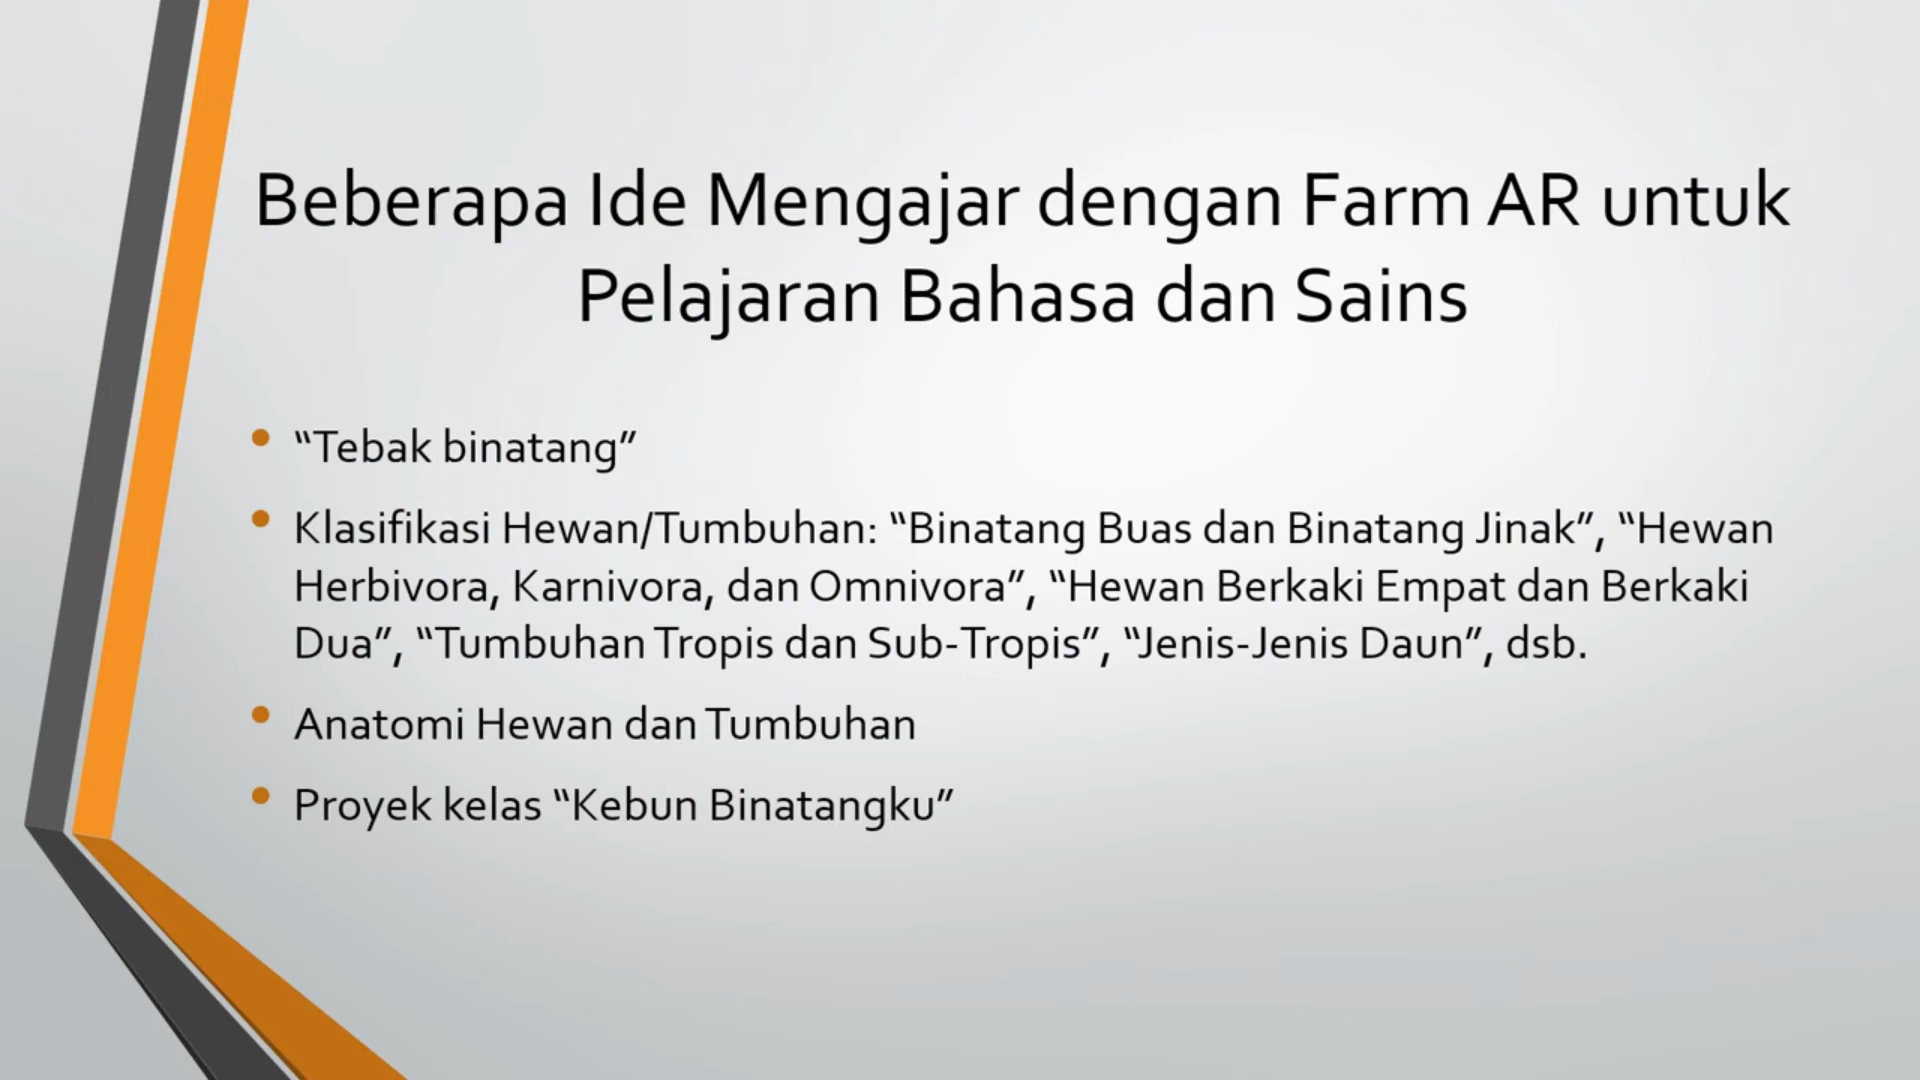 Beberapa Ide Mengajar dengan Farm AR untuk
Pelajaran Bahasa dan Sains
• “Tebak binatang”
• Klasifikasi Hewan/Tumbuhan: “Binatang Buas dan Binatang Jinak”, “Hewan
Herbivora, Karnivora, dan Omnivora”, “Hewan Berkaki Empat dan Berkaki
Dua”, “Tumbuhan Tropis dan Sub-Tropis”, “Jenis-Jenis Daun”, dsb.
• Anatomi Hewan dan Tumbuhan
• Proyek kelas “Kebun Binatangku”